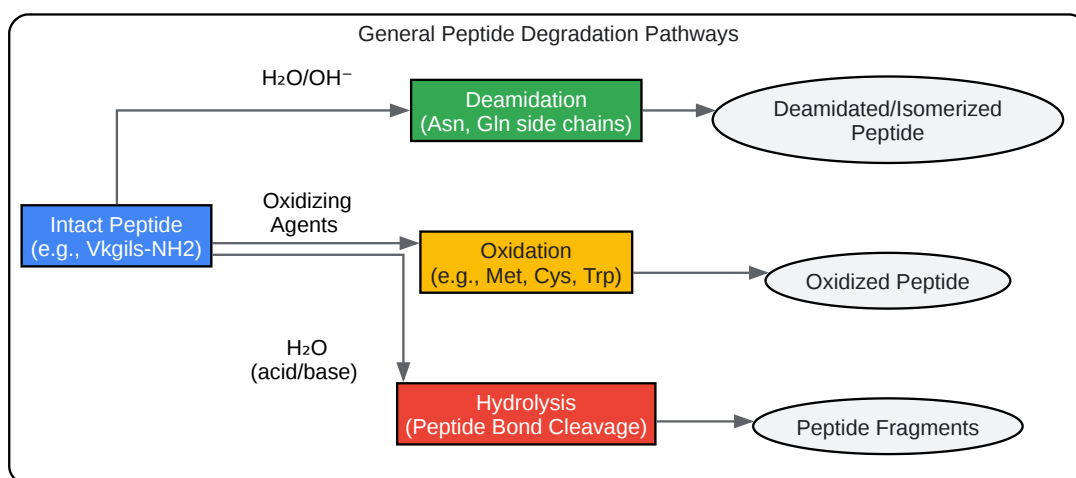 General Peptide Degradation Pathways
H₂O/OH⁻
Deamidation
(Asn, Gln side chains)
Deamidated/Isomerized
Peptide
Intact Peptide
(e.g., Vkgils-NH2)
Oxidizing
Agents
Oxidation
(e.g., Met, Cys, Trp)
Oxidized Peptide
H₂O
(acid/base)
Hydrolysis
(Peptide Bond Cleavage)
Peptide Fragments